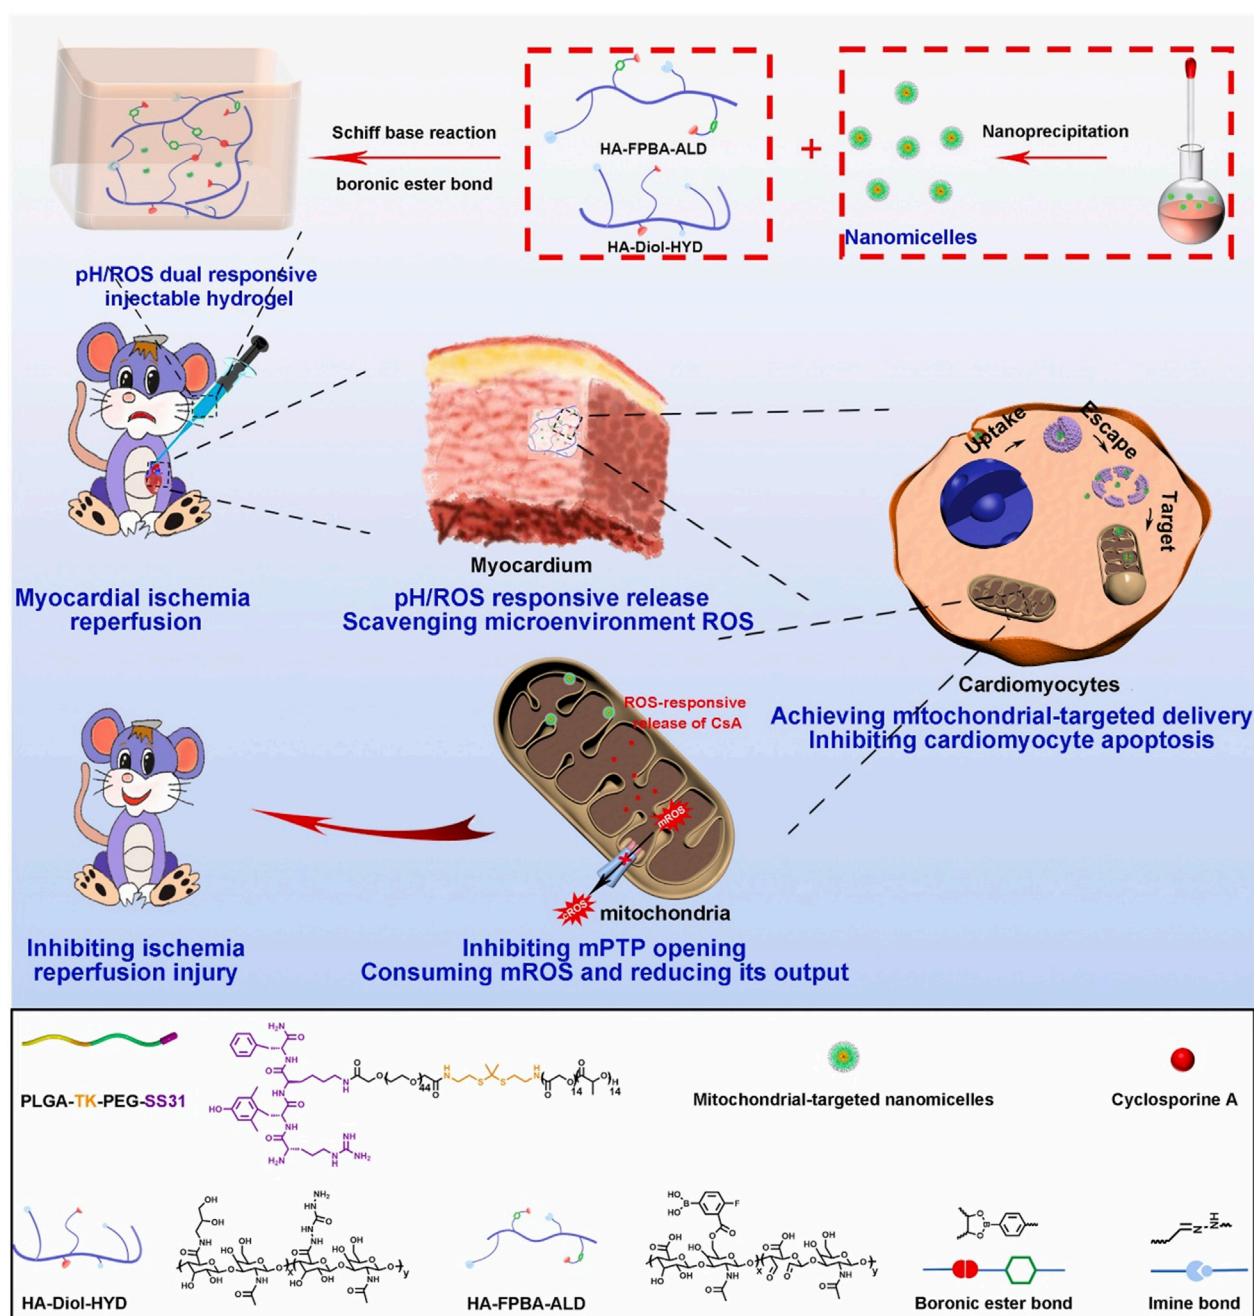 Schiff base reaction
boronic ester bond
HA-FPBA-ALD
HA-Diol-HYD
+
Nanoprecipitation
Nanomicelles
pH/ROS dual responsive
injectable hydrogel
Myocardial ischemia
reperfusion
Myocardium
pH/ROS responsive release
Scavenging microenvironment ROS
Uptake
Escape
Target
Cardiomyocytes
Achieving mitochondrial-targeted delivery
Inhibiting cardiomyocyte apoptosis
ROS-responsive
release of CsA
mROS
cROS
mitochondria
Inhibiting mPTP opening
Consuming mROS and reducing its output
Inhibiting ischemia
reperfusion injury
PLGA-TK-PEG-SS31
Mitochondrial-targeted nanomicelles
Cyclosporine A
HA-Diol-HYD
HA-FPBA-ALD
Boronic ester bond
Imine bond